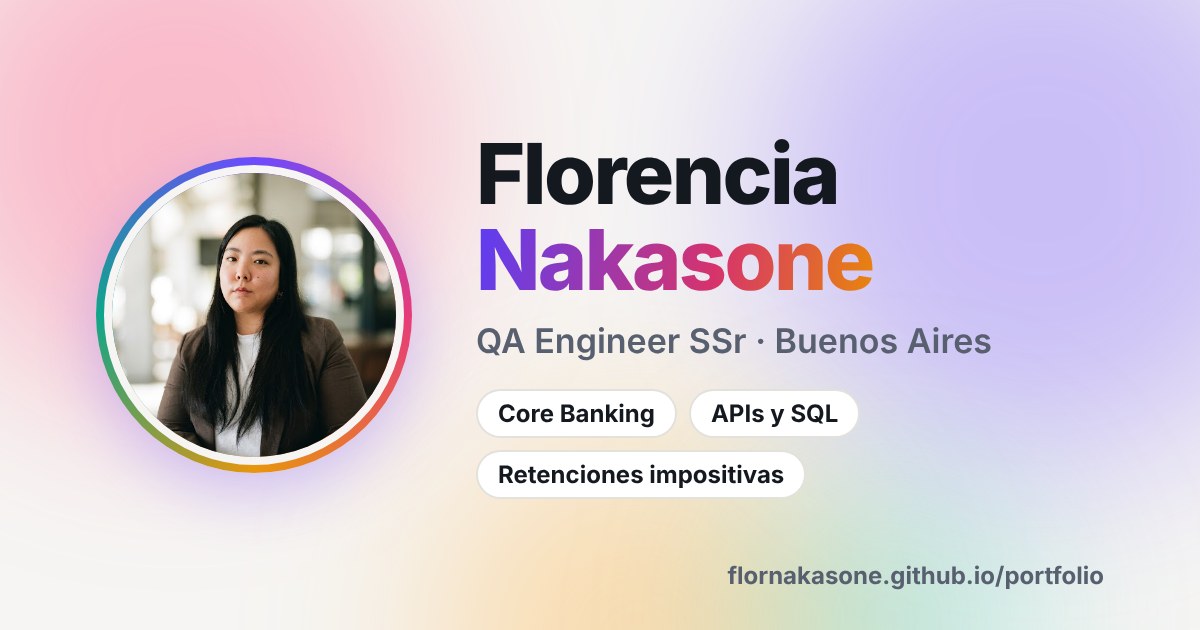 Florencia
Nakasone
QA Engineer SSr · Buenos Aires
Core Banking
APIs y SQL
Retenciones impositivas
flornakasone.github.io/portfolio